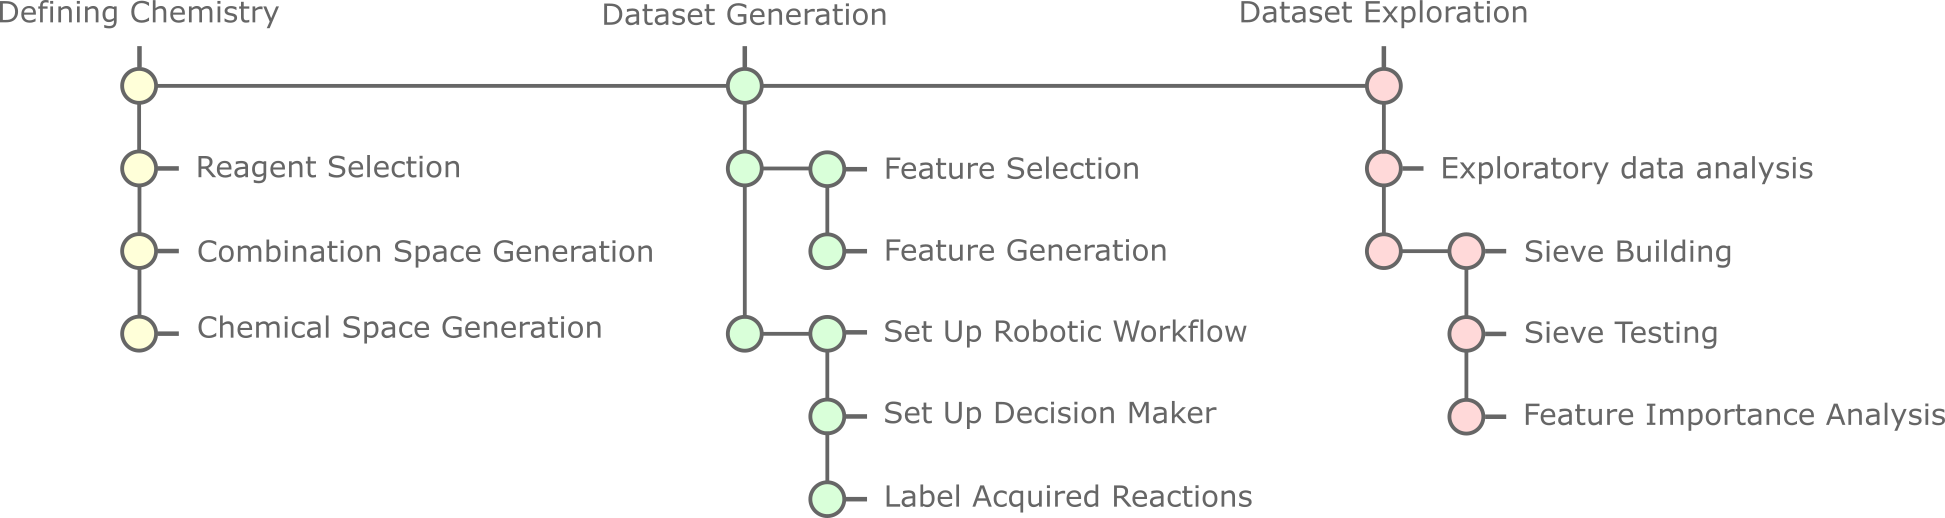 Defining Chemistry
Reagent Selection
Combination Space Generation
Chemical Space Generation
Dataset Generation
Feature Selection
Feature Generation
Set Up Robotic Workflow
Set Up Decision Maker
Label Acquired Reactions
Dataset Exploration
Exploratory data analysis
Sieve Building
Sieve Testing
Feature Importance Analysis